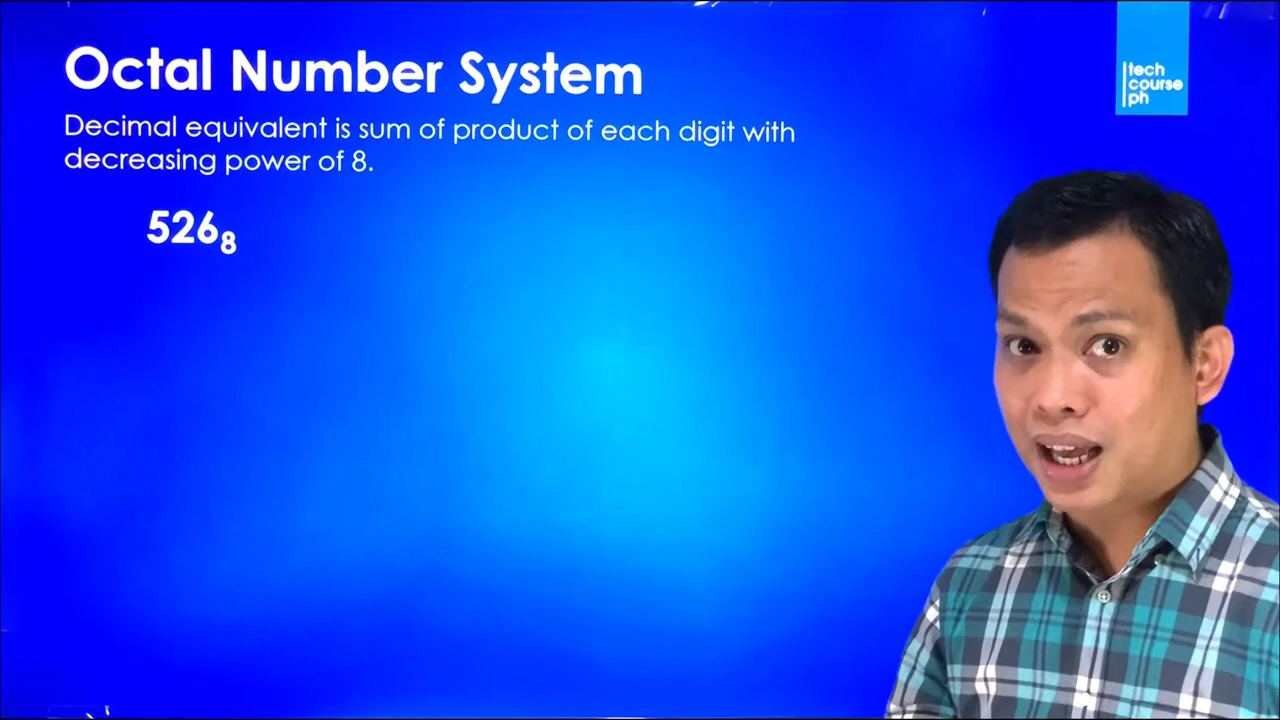 Octal Number System
Decimal equivalent is sum of product of each digit with
decreasing power of 8.
526₈
tech
course
ph